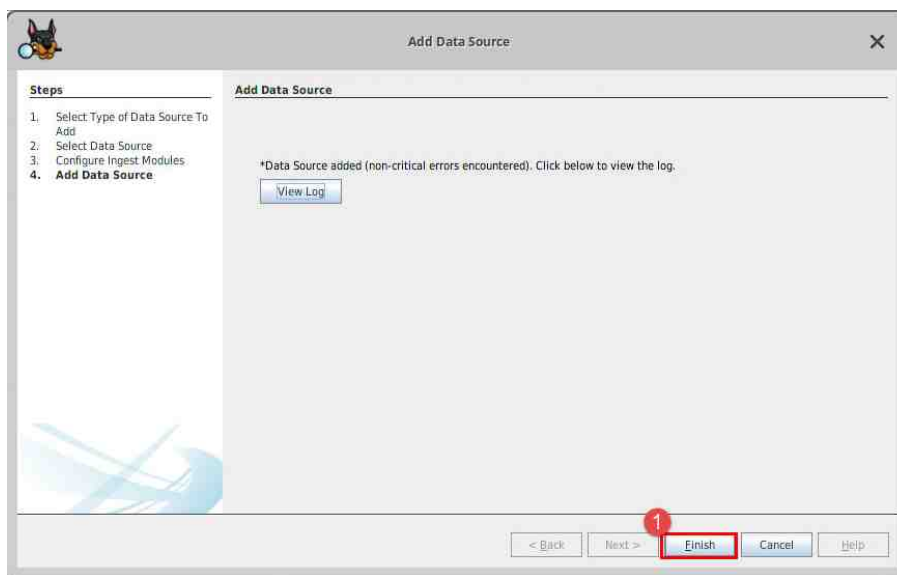 Add Data Source
Steps
1. Select Type of Data Source To
Add
2. Select Data Source
3. Configure Ingest Modules
4. Add Data Source
Add Data Source
*Data Source added (non-critical errors encountered). Click below to view the log.
View Log
1
< Back Next > Finish Cancel Help